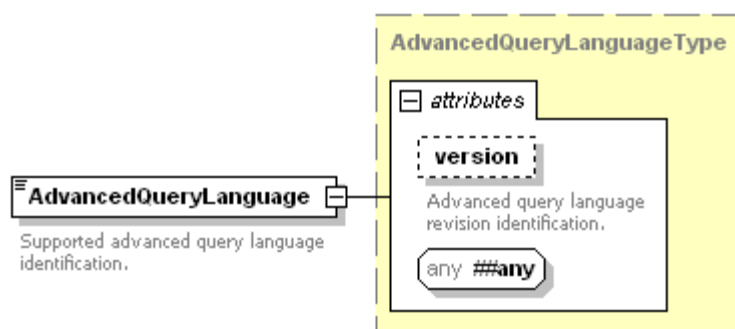 AdvancedQueryLanguageType
attributes
version
Advanced query language
revision identification.
AdvancedQueryLanguage
Supported advanced query language
identification.
any ##any